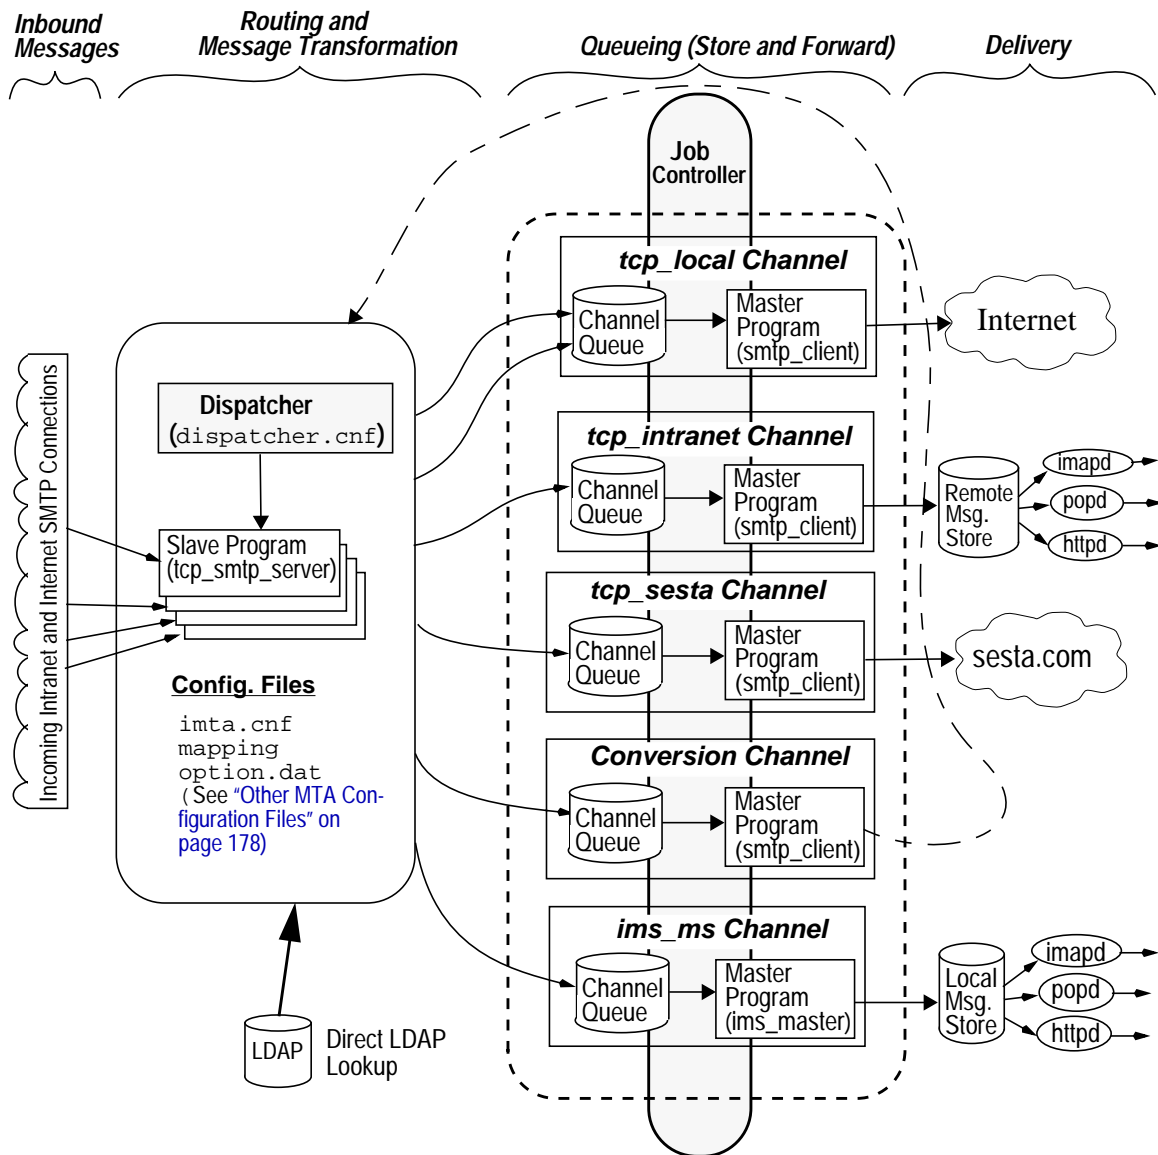 Inbound
Messages
Routing and
Message Transformation
Queueing (Store and Forward)
Delivery
Job
Controller
Incoming Intranet and Internet SMTP Connections
Dispatcher
(dispatcher.cnf)
Slave Program
(tcp_smtp_server)
Config. Files
imta.cnf
mapping
option.dat
(See “Other MTA Con-
figuration Files” on
page 178)
LDAP
Direct LDAP
Lookup
tcp_local Channel
Channel
Queue
Master
Program
(smtp_client)
Internet
tcp_intranet Channel
Channel
Queue
Master
Program
(smtp_client)
Remote
Msg.
Store
imapd
popd
httpd
tcp_sesta Channel
Channel
Queue
Master
Program
(smtp_client)
sesta.com
Conversion Channel
Channel
Queue
Master
Program
(smtp_client)
ims_ms Channel
Channel
Queue
Master
Program
(ims_master)
Local
Msg.
Store
imapd
popd
httpd